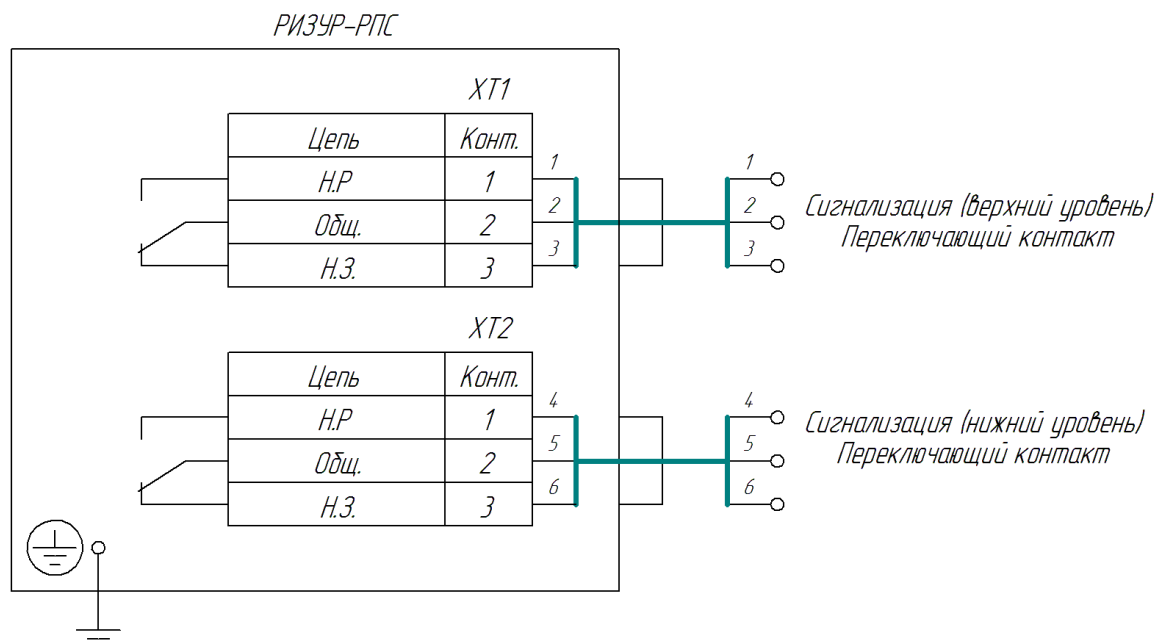 РИЗУР-РПС
XT1
Цепь Конт.
Н.Р 1
Общ. 2
Н.З. 3
1
2
3
1
2
3
Сигнализация (верхний уровень)
Переключающий контакт
XT2
Цепь Конт.
Н.Р 1
Общ. 2
Н.З. 3
4
5
6
4
5
6
Сигнализация (нижний уровень)
Переключающий контакт